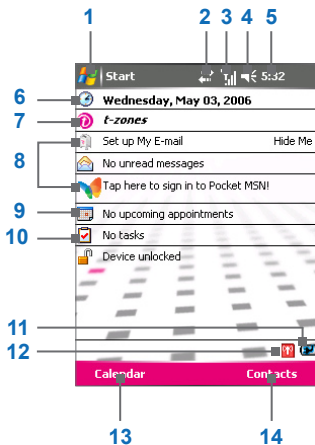 1 2 3 4 5
Start 5:32
6 Wednesday, May 03, 2006
7 t-zones
8 Set up My E-mail Hide Me
No unread messages
Tap here to sign in to Pocket MSN!
9 No upcoming appointments
10 No tasks
Device unlocked
11
12
Calendar Contacts
13 14